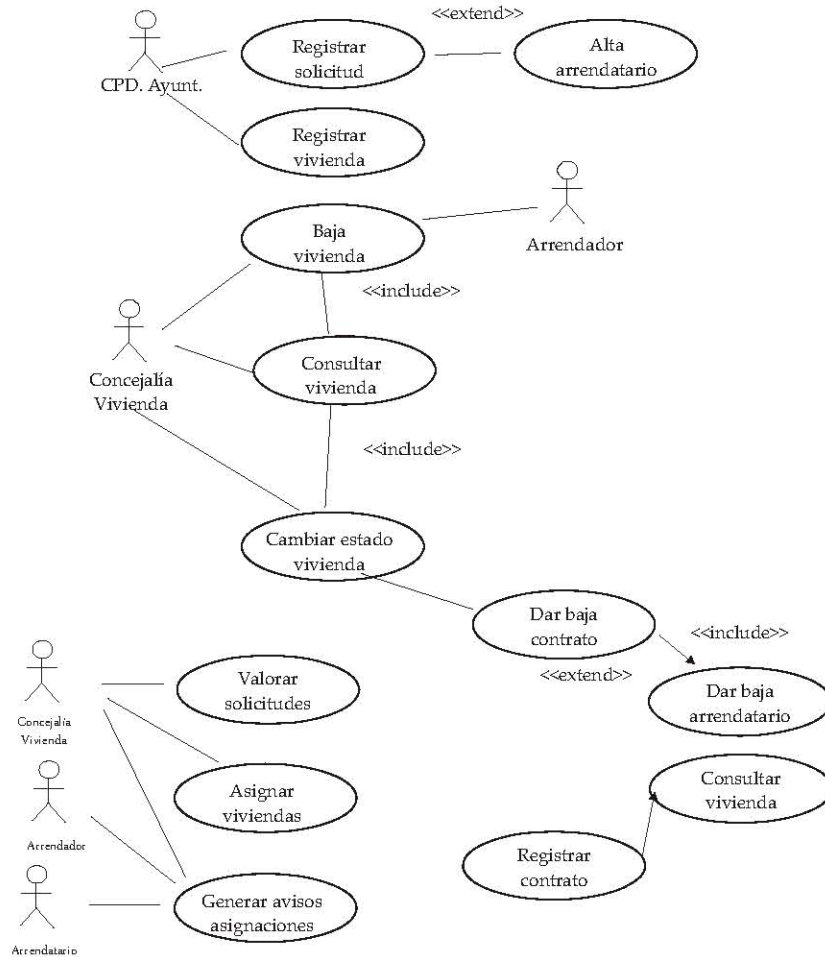 <<extend>>
Registrar
solicitud
Alta
arrendatario
CPD. Ayunt.
Registrar
vivienda
Baja
vivienda
Arrendador
<<include>>
Concejalía
Vivienda
Consultar
vivienda
<<include>>
Cambiar estado
vivienda
Dar baja
contrato
<<include>>
<<extend>>
Dar baja
arrendatario
Valorar
solicitudes
Concejalía
Vivienda
Consultar
vivienda
Asignar
viviendas
Arrendador
Registrar
contrato
Generar avisos
asignaciones
Arrendatario